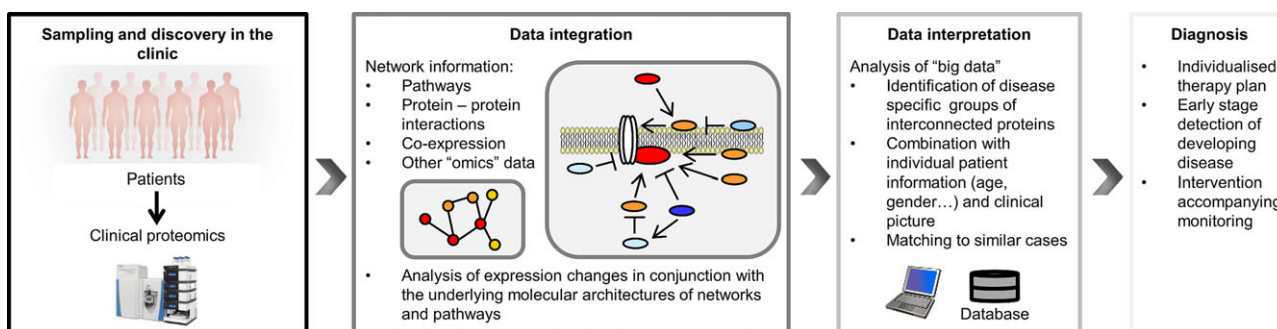 Sampling and discovery in the
clinic
Patients
Clinical proteomics
Data integration
Network information:
• Pathways
• Protein – protein
interactions
• Co-expression
• Other “omics” data
• Analysis of expression changes in conjunction with
the underlying molecular architectures of networks
and pathways
Data interpretation
Analysis of “big data”
• Identification of disease
specific groups of
interconnected proteins
• Combination with
individual patient
information (age,
gender…) and clinical
picture
• Matching to similar cases
Database
Diagnosis
• Individualised
therapy plan
• Early stage
detection of
developing
disease
• Intervention
accompanying
monitoring